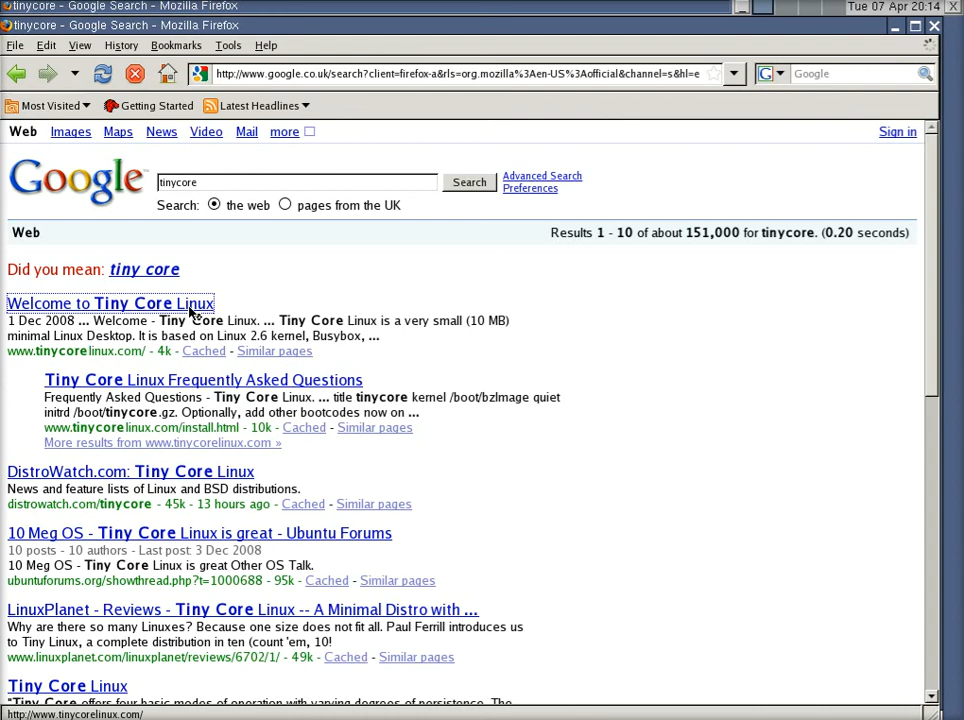 tinycore - Google Search - Mozilla Firefox
Tue 07 Apr 20:14
tinycore - Google Search - Mozilla Firefox
File Edit View History Bookmarks Tools Help
http://www.google.co.uk/search?client=firefox-a&rls=org.mozilla%3Aen-US%3Aofficial&channel=s&hl=e
Google
Most Visited Getting Started Latest Headlines
Web Images Maps News Video Mail more Sign in
Google
tinycore
Search
Advanced Search
Preferences
Search: the web pages from the UK
Web Results 1 - 10 of about 151,000 for tinycore. (0.20 seconds)
Did you mean: tiny core
Welcome to Tiny Core Linux
1 Dec 2008 ... Welcome - Tiny Core Linux. ... Tiny Core Linux is a very small (10 MB)
minimal Linux Desktop. It is based on Linux 2.6 kernel, Busybox, ...
www.tinycorelinux.com/ - 4k - Cached - Similar pages
Tiny Core Linux Frequently Asked Questions
Frequently Asked Questions - Tiny Core Linux. ... title tinycore kernel /boot/bzImage quiet
initrd /boot/tinycore.gz. Optionally, add other bootcodes now on ...
www.tinycorelinux.com/install.html - 10k - Cached - Similar pages
More results from www.tinycorelinux.com »
DistroWatch.com: Tiny Core Linux
News and feature lists of Linux and BSD distributions.
distrowatch.com/tinycore - 45k - 13 hours ago - Cached - Similar pages
10 Meg OS - Tiny Core Linux is great - Ubuntu Forums
10 posts - 10 authors - Last post: 3 Dec 2008
10 Meg OS - Tiny Core Linux is great Other OS Talk.
ubuntuforums.org/showthread.php?t=1000688 - 95k - Cached - Similar pages
LinuxPlanet - Reviews - Tiny Core Linux -- A Minimal Distro with ...
Why are there so many Linuxes? Because one size does not fit all. Paul Ferrill introduces us
to Tiny Linux, a complete distribution in ten (count 'em, 10!
www.linuxplanet.com/linuxplanet/reviews/6702/1/ - 49k - Cached - Similar pages
Tiny Core Linux
"Tiny Core offers four basic modes of operation with varying degrees of persistence. The
http://www.tinycorelinux.com/